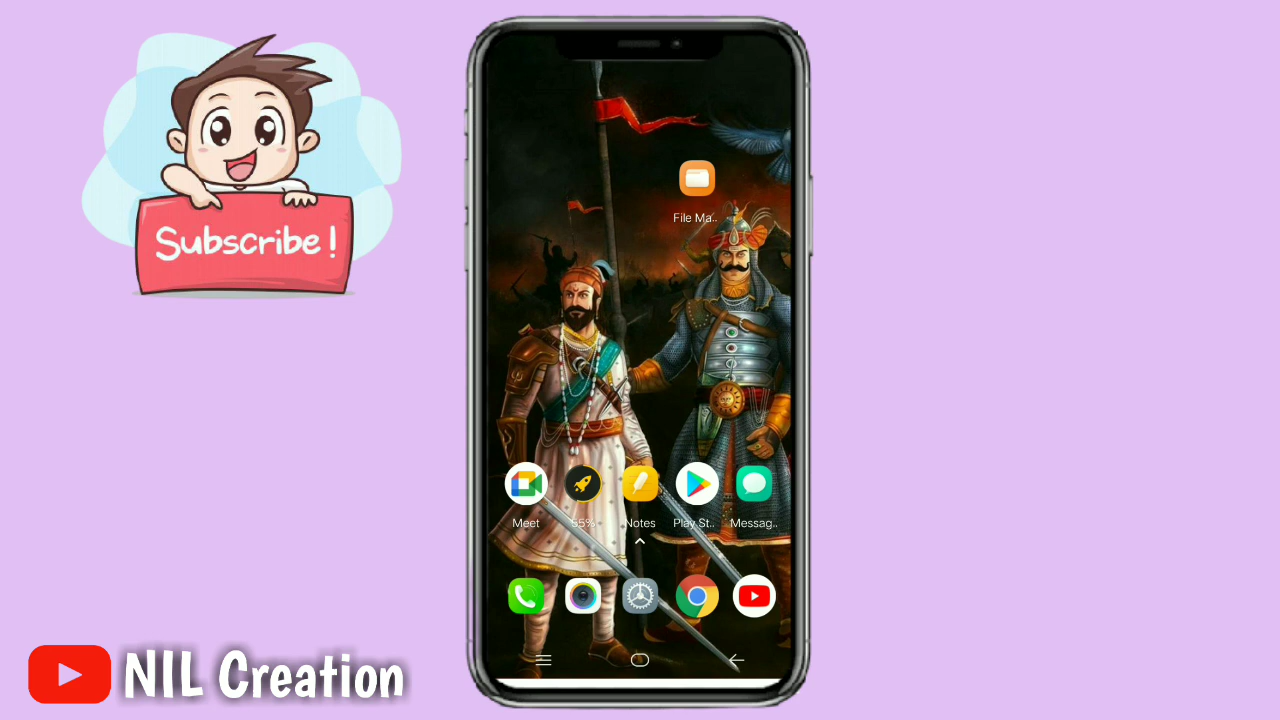 Subscribe!
File Ma..
Meet
55%
Notes
Play St..
Messag..
NIL Creation